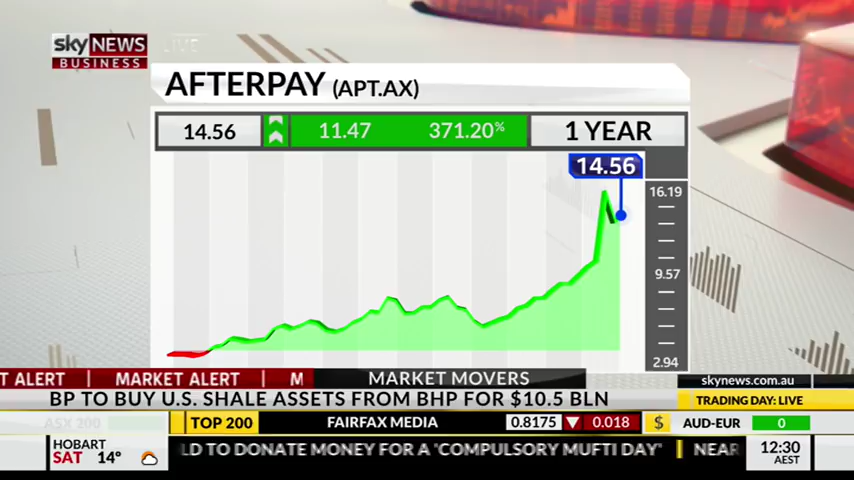 sky NEWS LIVE
BUSINESS
AFTERPAY (APT.AX)
14.56 11.47 371.20% 1 YEAR
14.56
16.19
9.57
2.94
T ALERT | MARKET ALERT | M MARKET MOVERS skynews.com.au
BP TO BUY U.S. SHALE ASSETS FROM BHP FOR $10.5 BLN TRADING DAY: LIVE
ASX 200 TOP 200 FAIRFAX MEDIA 0.8175 0.018 $ AUD-EUR 0
HOBART
SAT 14° LD TO DONATE MONEY FOR A "COMPULSORY MUFTI DAY" | NEAR 12:30
AEST